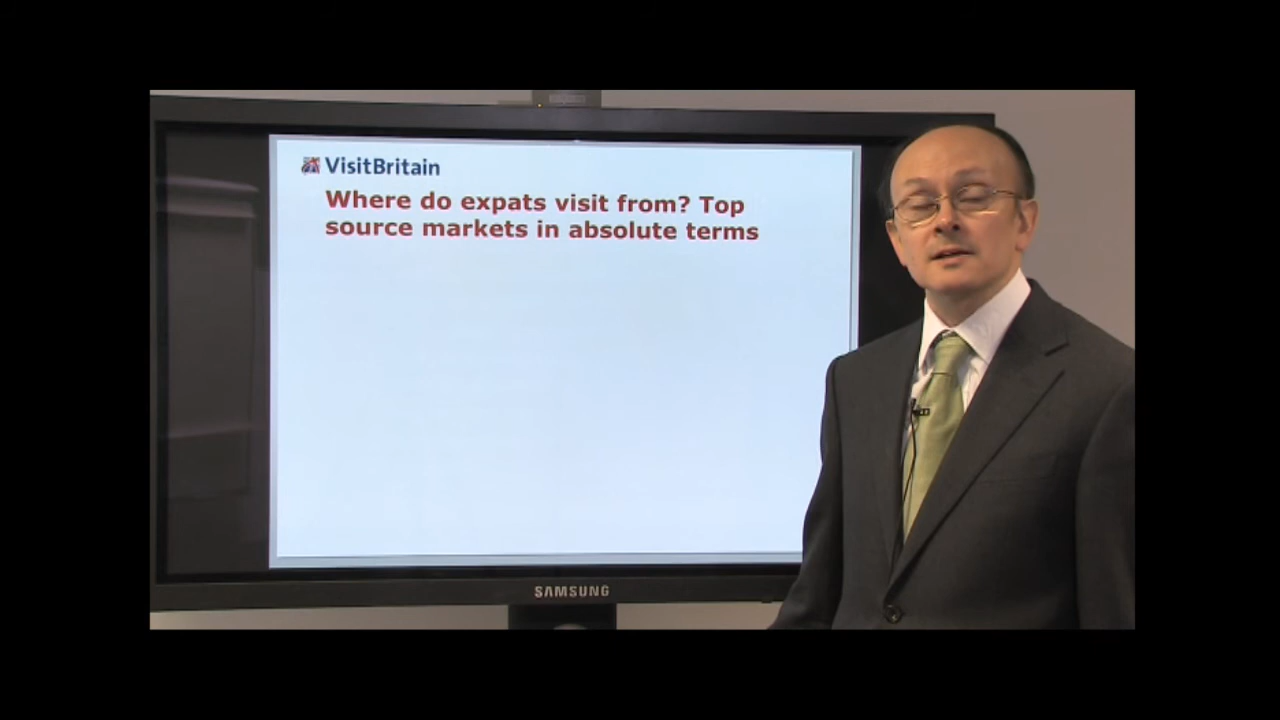 VisitBritain
Where do expats visit from? Top
source markets in absolute terms
SAMSUNG